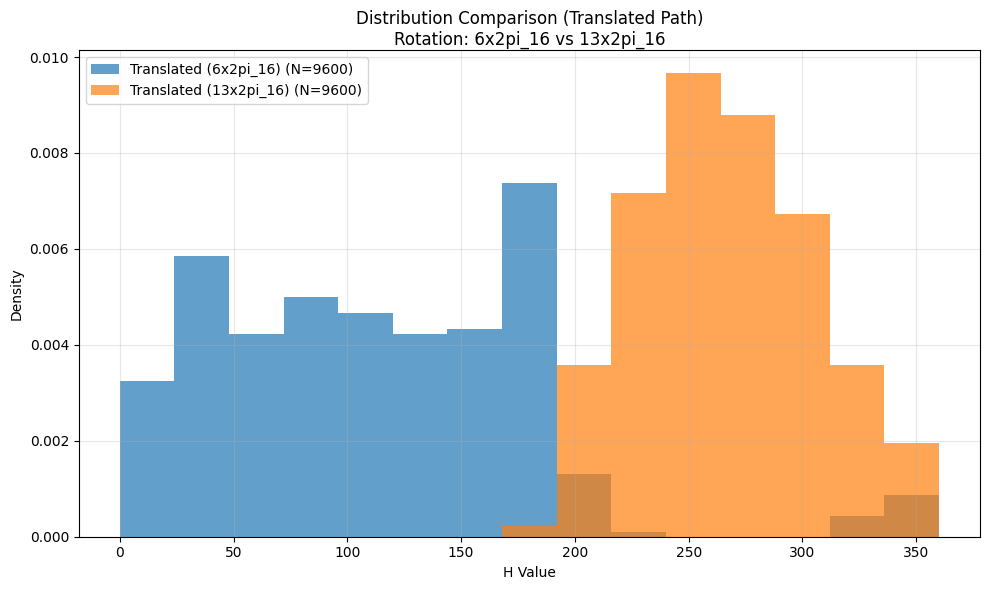 Distribution Comparison (Translated Path)
Rotation: 6x2pi_16 vs 13x2pi_16
Translated (6x2pi_16) (N=9600)
Translated (13x2pi_16) (N=9600)
Density
0.010
0.008
0.006
0.004
0.002
0.000
0 50 100 150 200 250 300 350
H Value